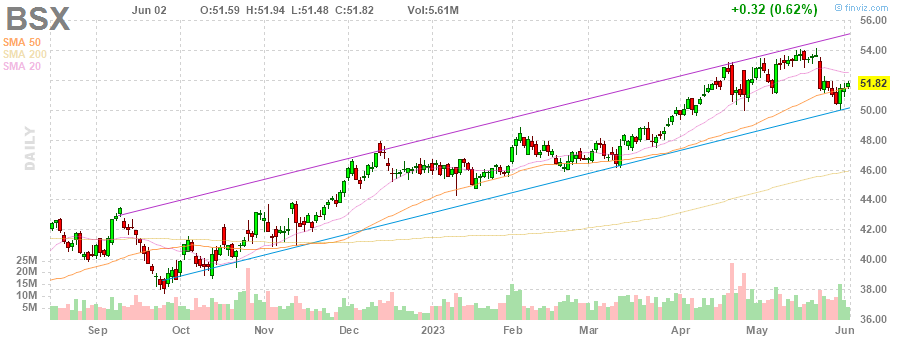 BSX Jun 02 O:51.59 H:51.94 L:51.48 C:51.82 Vol:5.61M +0.32 (0.62%) © finviz.com
SMA 50
SMA 200
SMA 20
DAILY
56.00
54.00
51.82
50.00
48.00
46.00
44.00
42.00
40.00
38.00
36.00
25M
20M
15M
10M
5M
Sep Oct Nov Dec 2023 Feb Mar Apr May Jun